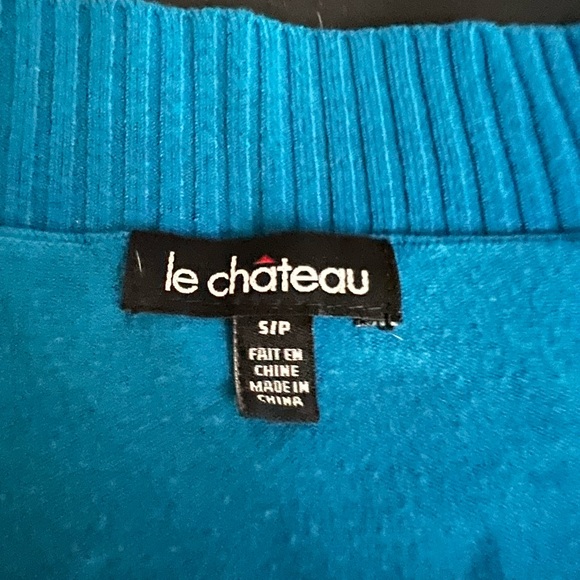 le château
S/P
FAIT EN
CHINE
MADE IN
CHINA